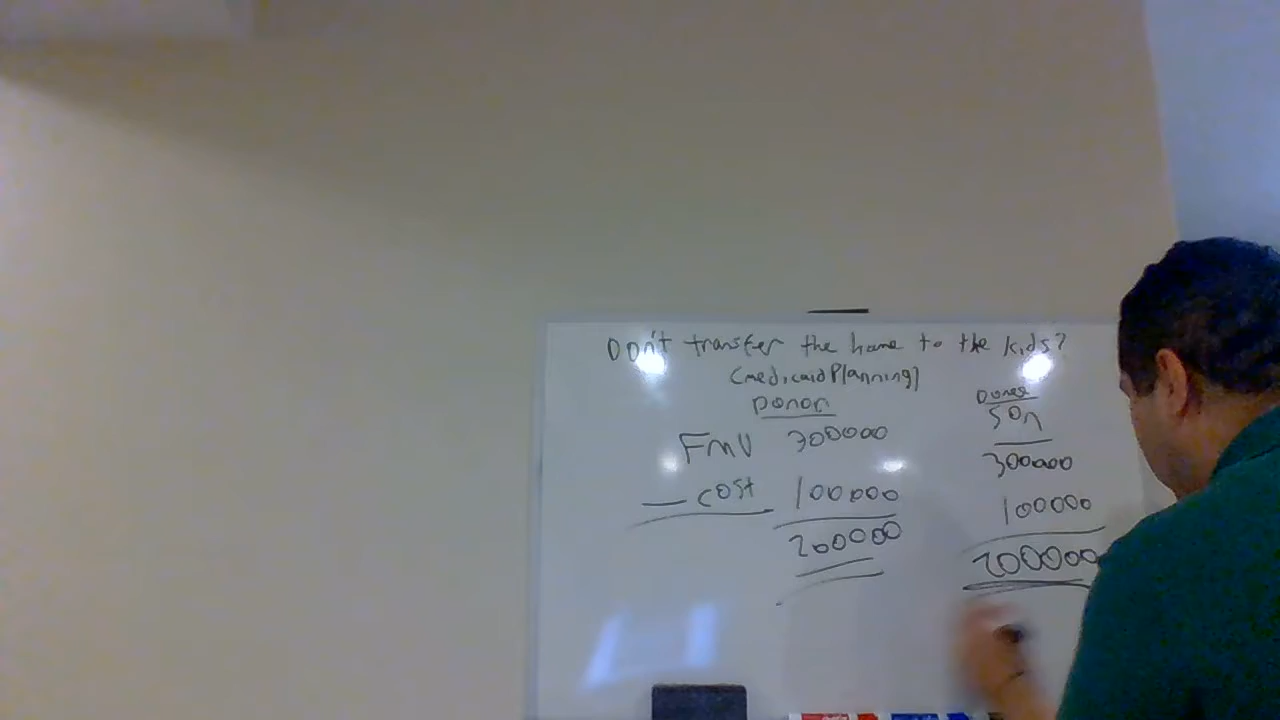 Don't transfer the home to the kids?
(medicaid Planning)
Donor
Donee
Son
FMV 300000
300000
— cost 100000
100000
200000
200000